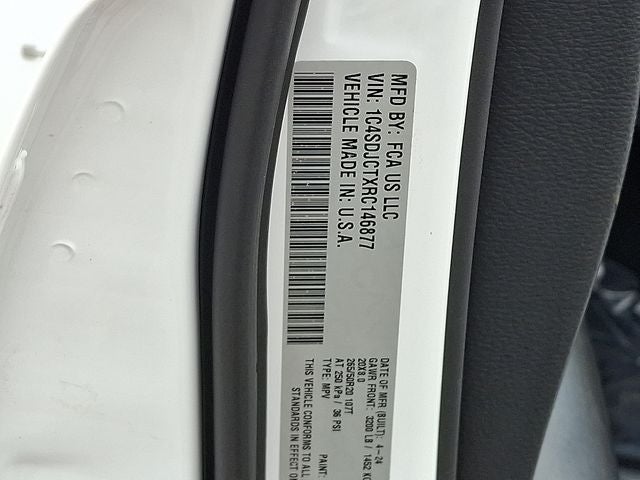 MFD BY: FCA US LLC
VIN: 1C4SDJCTXRC146877
VEHICLE MADE IN: U.S.A.
DATE OF MFR (BUILT): 4-24
GAWR FRONT: 3200 LB / 1452 KG
20X8.0
265/50R20 107T
AT 250 kPa / 36 PSI
TYPE: MPV
PAINT:
THIS VEHICLE CONFORMS TO ALL
STANDARDS IN EFFECT